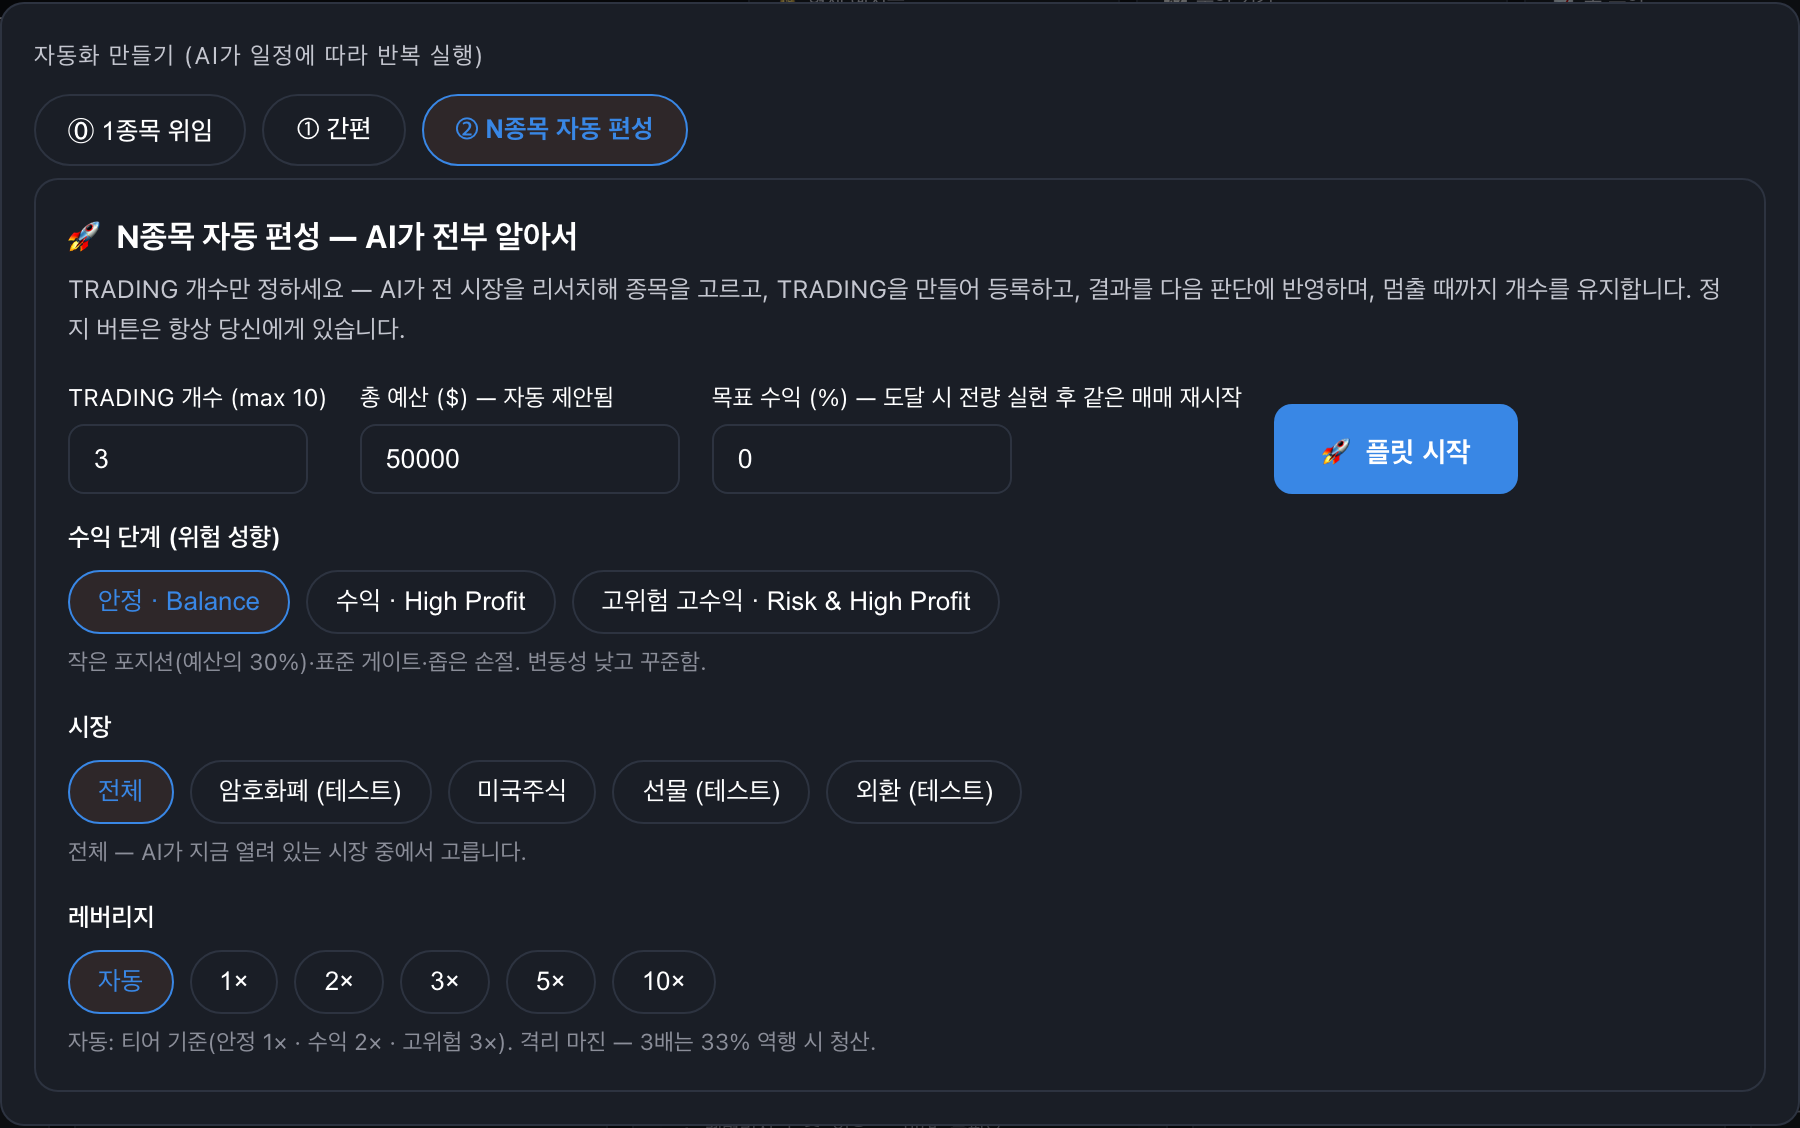 자동화 만들기 (AI가 일정에 따라 반복 실행)
⓪ 1종목 위임 ① 간편 ② N종목 자동 편성
🚀 N종목 자동 편성 — AI가 전부 알아서
TRADING 개수만 정하세요 — AI가 전 시장을 리서치해 종목을 고르고, TRADING을 만들어 등록하고, 결과를 다음 판단에 반영하며, 멈출 때까지 개수를 유지합니다. 정
지 버튼은 항상 당신에게 있습니다.
TRADING 개수 (max 10) 총 예산 ($) — 자동 제안됨 목표 수익 (%) — 도달 시 전량 실현 후 같은 매매 재시작
3 50000 0 🚀 플릿 시작
수익 단계 (위험 성향)
안정 · Balance 수익 · High Profit 고위험 고수익 · Risk & High Profit
작은 포지션(예산의 30%)·표준 게이트·좁은 손절. 변동성 낮고 꾸준함.
시장
전체 암호화폐 (테스트) 미국주식 선물 (테스트) 외환 (테스트)
전체 — AI가 지금 열려 있는 시장 중에서 고릅니다.
레버리지
자동 1× 2× 3× 5× 10×
자동: 티어 기준(안정 1× · 수익 2× · 고위험 3×). 격리 마진 — 3배는 33% 역행 시 청산.